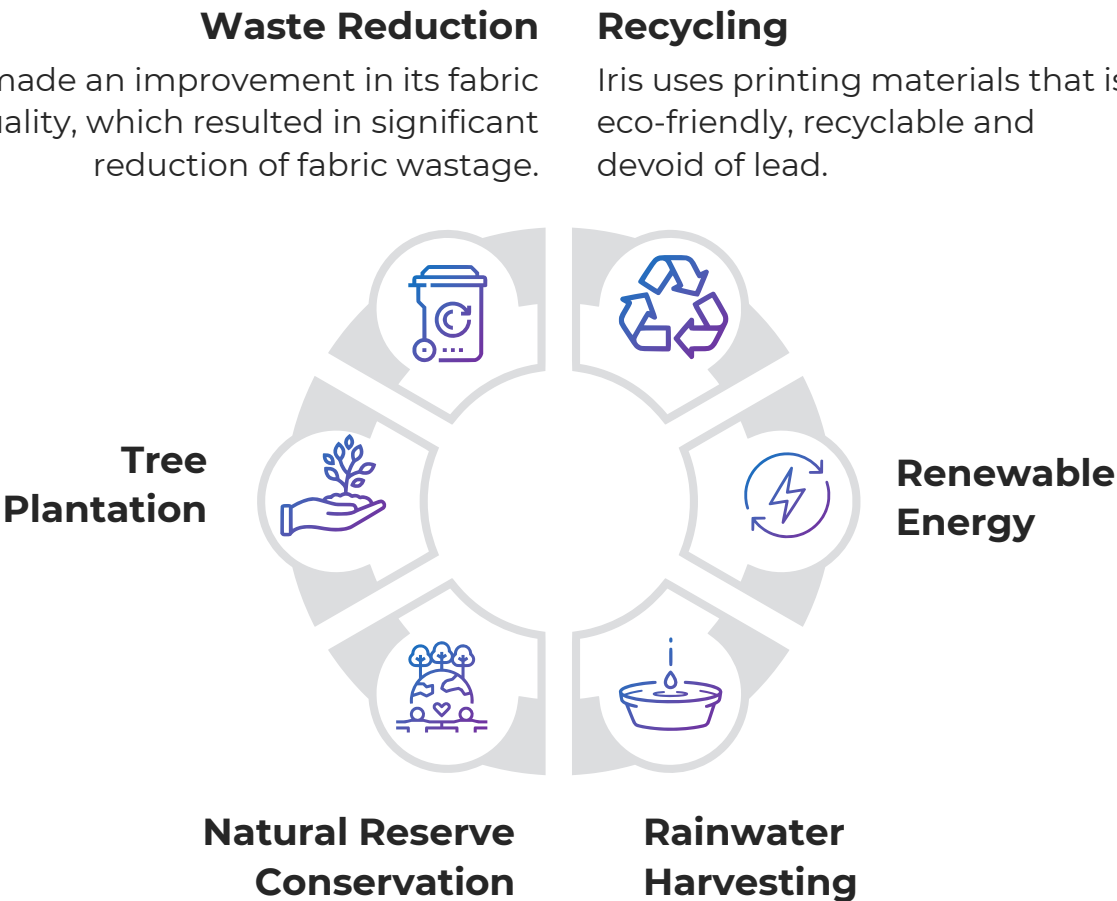 Waste Reduction
made an improvement in its fabric
quality, which resulted in significant
reduction of fabric wastage.
Recycling
Iris uses printing materials that is
eco-friendly, recyclable and
devoid of lead.
Tree
Plantation
Renewable
Energy
Natural Reserve
Conservation
Rainwater
Harvesting